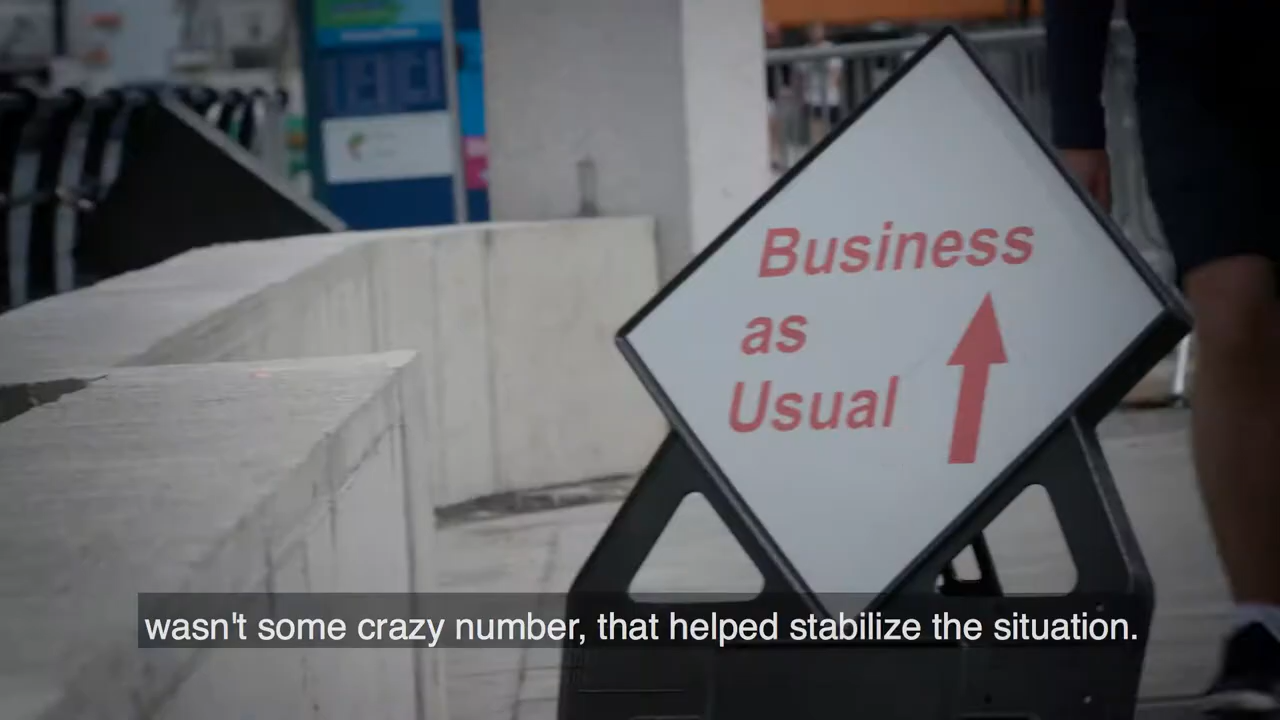 Business
as
Usual
wasn't some crazy number, that helped stabilize the situation.